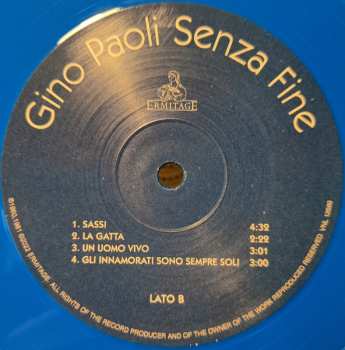 Gino Paoli Senza Fine
ERMITAGE
1. SASSI 4:32
2. LA GATTA 2:22
3. UN UOMO VIVO 3:01
4. GLI INNAMORATI SONO SEMPRE SOLI 3:00
LATO B
ALL RIGHTS OF THE RECORD PRODUCER AND OF THE OWNER OF THE WORK REPRODUCED RESERVED VNL